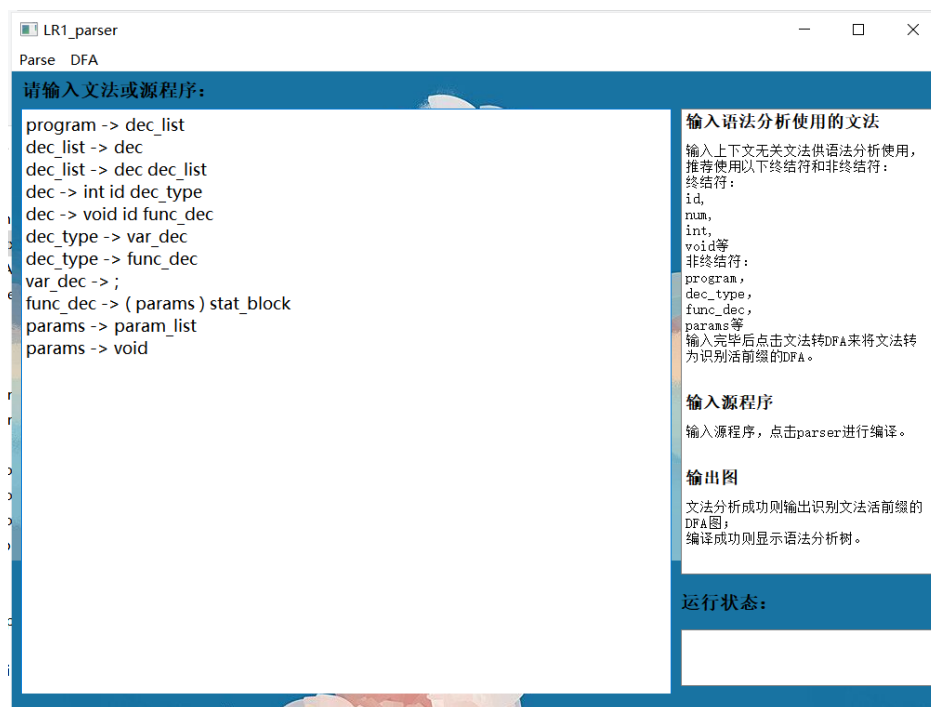 LR1_parser
Parse DFA
请输入文法或源程序：
program -> dec_list
dec_list -> dec
dec_list -> dec dec_list
dec -> int id dec_type
dec -> void id func_dec
dec_type -> var_dec
dec_type -> func_dec
var_dec -> ;
func_dec -> ( params ) stat_block
params -> param_list
params -> void
输入语法分析使用的文法
输入上下文无关文法供语法分析使用，
推荐使用以下终结符和非终结符：
终结符：
id,
num,
int,
void等
非终结符：
program，
dec_type，
func_dec，
params等
输入完毕后点击文法转DFA来将文法转
为识别活前缀的DFA。
输入源程序
输入源程序，点击parser进行编译。
输出图
文法分析成功则输出识别文法活前缀的
DFA图；
编译成功则显示语法分析树。
运行状态：